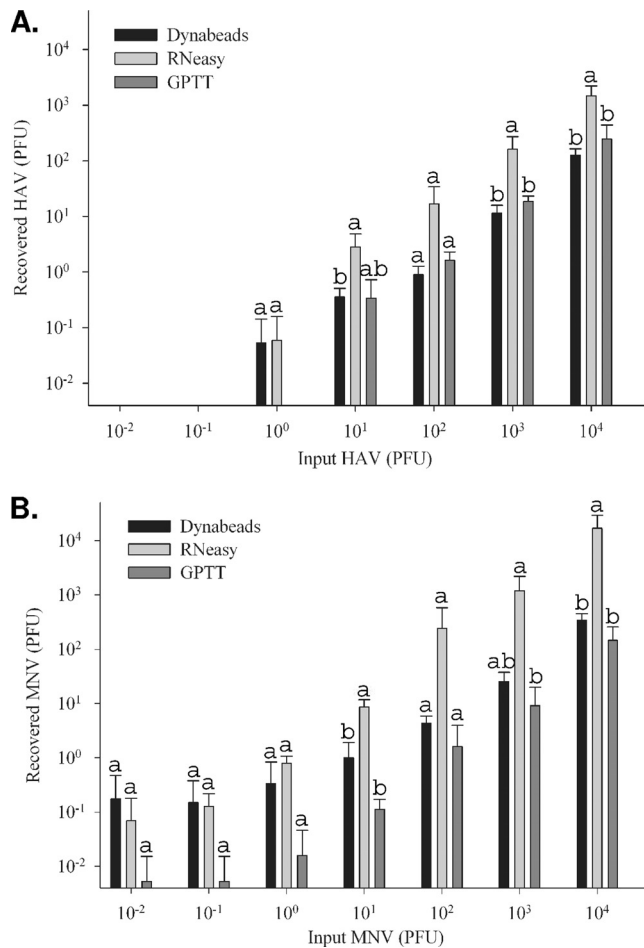 A.
Dynabeads
RNeasy
GPTT
Recovered HAV (PFU)
10^4
10^3
10^2
10^1
10^0
10^-1
10^-2
a a
b a ab
a a a
b a b
b a b
10^-2 10^-1 10^0 10^1 10^2 10^3 10^4
Input HAV (PFU)
B.
Dynabeads
RNeasy
GPTT
Recovered MNV (PFU)
10^4
10^3
10^2
10^1
10^0
10^-1
10^-2
a a a
a a a
a a a
b a b
a a a
ab a b
b a b
10^-2 10^-1 10^0 10^1 10^2 10^3 10^4
Input MNV (PFU)